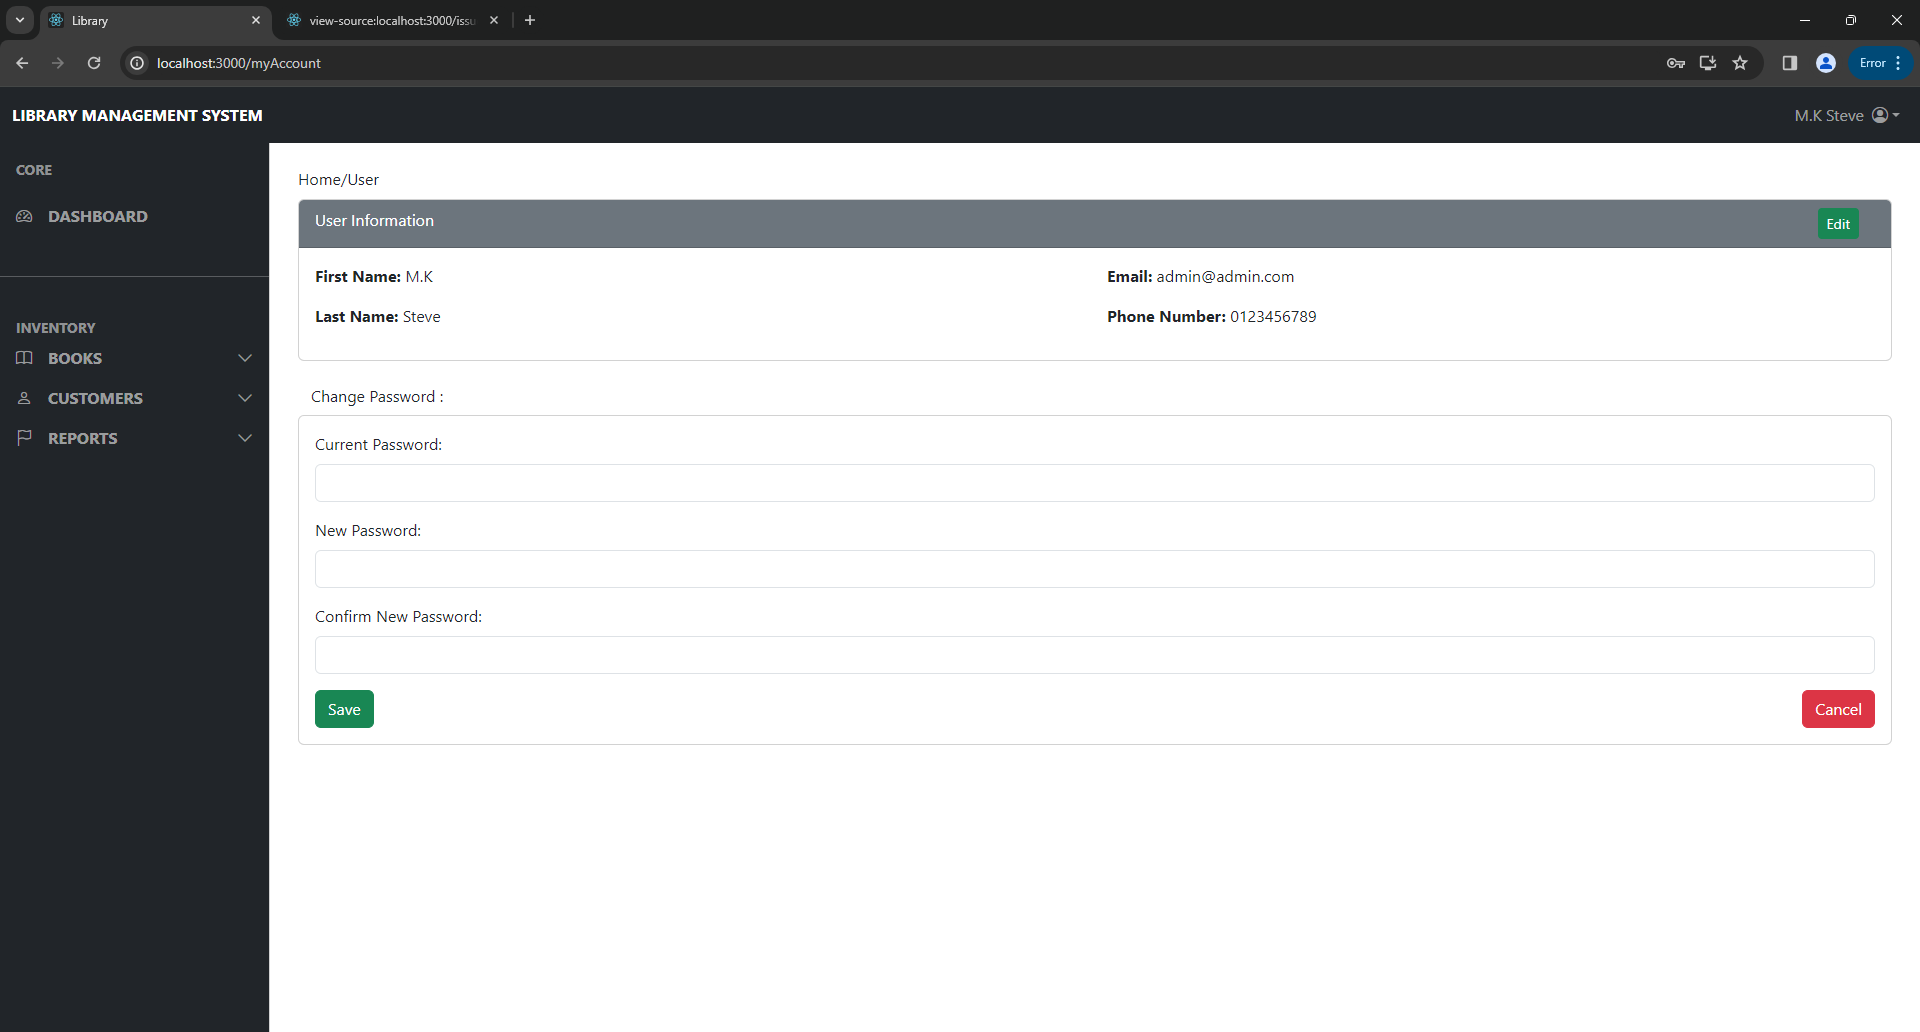 Library
view-source:localhost:3000/issu
localhost:3000/myAccount
Error
LIBRARY MANAGEMENT SYSTEM
M.K Steve
CORE
DASHBOARD
INVENTORY
BOOKS
CUSTOMERS
REPORTS
Home/User
User Information
Edit
First Name: M.K
Email: admin@admin.com
Last Name: Steve
Phone Number: 0123456789
Change Password :
Current Password:
New Password:
Confirm New Password:
Save
Cancel